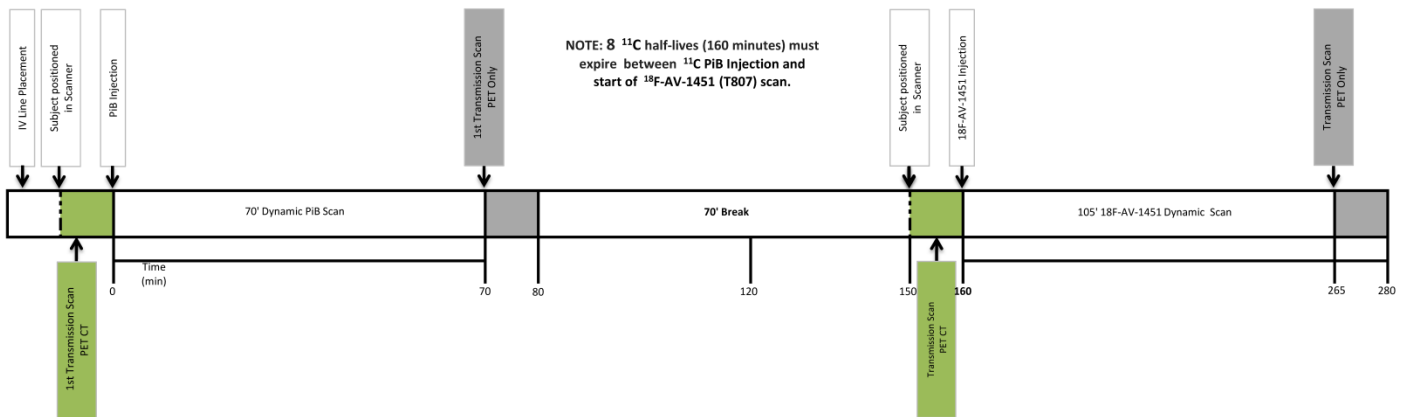 IV Line Placement
Subject positioned
in Scanner
PiB Injection
1st Transmission Scan
PET Only
NOTE: 8 ¹¹C half-lives (160 minutes) must
expire between ¹¹C PiB Injection and
start of ¹⁸F-AV-1451 (T807) scan.
Subject positioned
in Scanner
18F-AV-1451 Injection
Transmission Scan
PET Only
70' Dynamic PiB Scan
70' Break
105' 18F-AV-1451 Dynamic Scan
Time
(min)
0
70
80
120
150
160
265
280
1st Transmission Scan
PET CT
Transmission Scan
PET CT